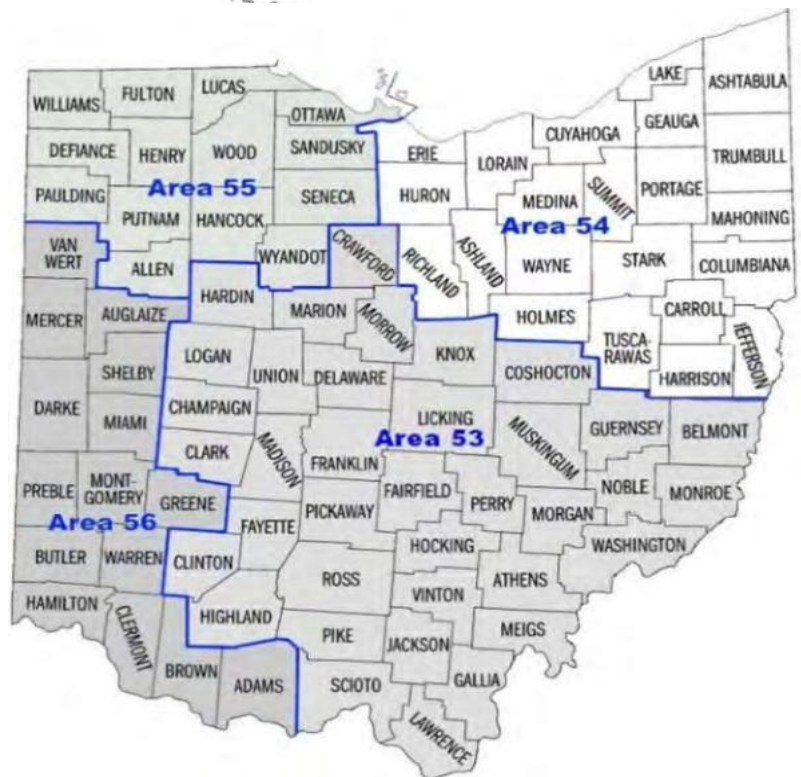 LAKE
ASHTABULA
LUCAS
FULTON
WILLIAMS
GEAUGA
OTTAWA
CUYAHOGA
DEFIANCE
HENRY
WOOD
SANDUSKY
ERIE
LORAIN
TRUMBULL
PAULDING
Area 55
SENECA
HURON
MEDINA
SUMMIT
PORTAGE
PUTNAM
HANCOCK
Area 54
MAHONING
VAN
WERT
ALLEN
WYANDOT
CRAWFORD
RICHLAND
ASHLAND
WAYNE
STARK
COLUMBIANA
HARDIN
MERCER
AUGLAIZE
MARION
MORROW
HOLMES
CARROLL
TUSCA-
RAWAS
JEFFERSON
LOGAN
KNOX
SHELBY
UNION
DELAWARE
COSHOCTON
HARRISON
DARKE
MIAMI
CHAMPAIGN
LICKING
Area 53
MUSKINGUM
GUERNSEY
BELMONT
CLARK
MADISON
FRANKLIN
PREBLE
MONT-
GOMERY
GREENE
FAIRFIELD
PERRY
NOBLE
MONROE
Area 56
PICKAWAY
MORGAN
FAYETTE
BUTLER
WARREN
CLINTON
HOCKING
WASHINGTON
ROSS
ATHENS
VINTON
HAMILTON
CLERMONT
HIGHLAND
PIKE
JACKSON
MEIGS
BROWN
ADAMS
SCIOTO
GALLIA
LAWRENCE